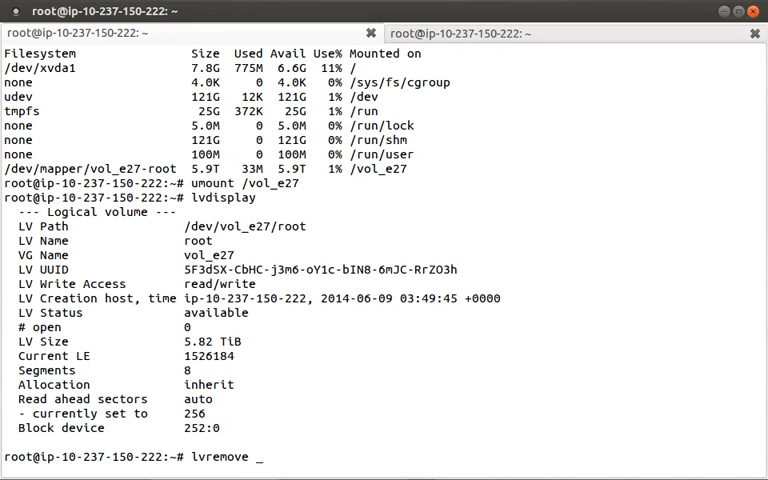 root@ip-10-237-150-222: ~
root@ip-10-237-150-222: ~
root@ip-10-237-150-222: ~
Filesystem Size Used Avail Use% Mounted on
/dev/xvda1 7.8G 775M 6.6G 11% /
none 4.0K 0 4.0K 0% /sys/fs/cgroup
udev 121G 12K 121G 1% /dev
tmpfs 25G 372K 25G 1% /run
none 5.0M 0 5.0M 0% /run/lock
none 121G 0 121G 0% /run/shm
none 100M 0 100M 0% /run/user
/dev/mapper/vol_e27-root 5.9T 33M 5.9T 1% /vol_e27
root@ip-10-237-150-222:~# umount /vol_e27
root@ip-10-237-150-222:~# lvdisplay
--- Logical volume ---
LV Path /dev/vol_e27/root
LV Name root
VG Name vol_e27
LV UUID 5F3dSX-CbHC-j3m6-oY1c-bIN8-6mJC-RrZO3h
LV Write Access read/write
LV Creation host, time ip-10-237-150-222, 2014-06-09 03:49:45 +0000
LV Status available
# open 0
LV Size 5.82 TiB
Current LE 1526184
Segments 8
Allocation inherit
Read ahead sectors auto
- currently set to 256
Block device 252:0
root@ip-10-237-150-222:~# lvremove _